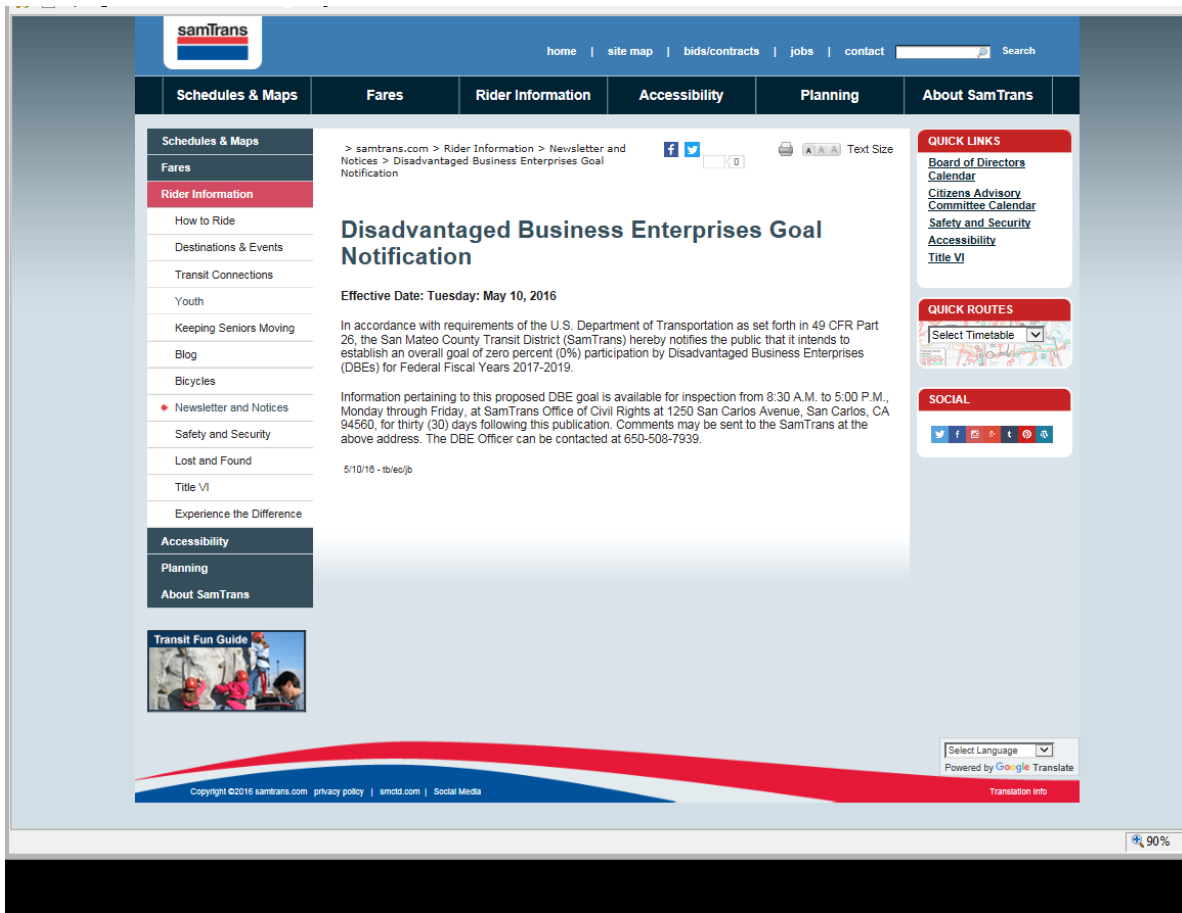 samTrans
home | site map | bids/contracts | jobs | contact Search
Schedules & Maps Fares Rider Information Accessibility Planning About SamTrans
Schedules & Maps
Fares
Rider Information
How to Ride
Destinations & Events
Transit Connections
Youth
Keeping Seniors Moving
Blog
Bicycles
Newsletter and Notices
Safety and Security
Lost and Found
Title VI
Experience the Difference
Accessibility
Planning
About SamTrans
Transit Fun Guide
> samtrans.com > Rider Information > Newsletter and
Notices > Disadvantaged Business Enterprises Goal
Notification
0
A A A Text Size
Disadvantaged Business Enterprises Goal
Notification
Effective Date: Tuesday: May 10, 2016
In accordance with requirements of the U.S. Department of Transportation as set forth in 49 CFR Part
26, the San Mateo County Transit District (SamTrans) hereby notifies the public that it intends to
establish an overall goal of zero percent (0%) participation by Disadvantaged Business Enterprises
(DBEs) for Federal Fiscal Years 2017-2019.
Information pertaining to this proposed DBE goal is available for inspection from 8:30 A.M. to 5:00 P.M.,
Monday through Friday, at SamTrans Office of Civil Rights at 1250 San Carlos Avenue, San Carlos, CA
94560, for thirty (30) days following this publication. Comments may be sent to the SamTrans at the
above address. The DBE Officer can be contacted at 650-508-7939.
5/10/16 - tb/ec/jb
QUICK LINKS
Board of Directors
Calendar
Citizens Advisory
Committee Calendar
Safety and Security
Accessibility
Title VI
QUICK ROUTES
Select Timetable
SOCIAL
Select Language
Powered by Google Translate
Copyright ©2016 samtrans.com privacy policy | smctd.com | Social Media
Translation Info
90%